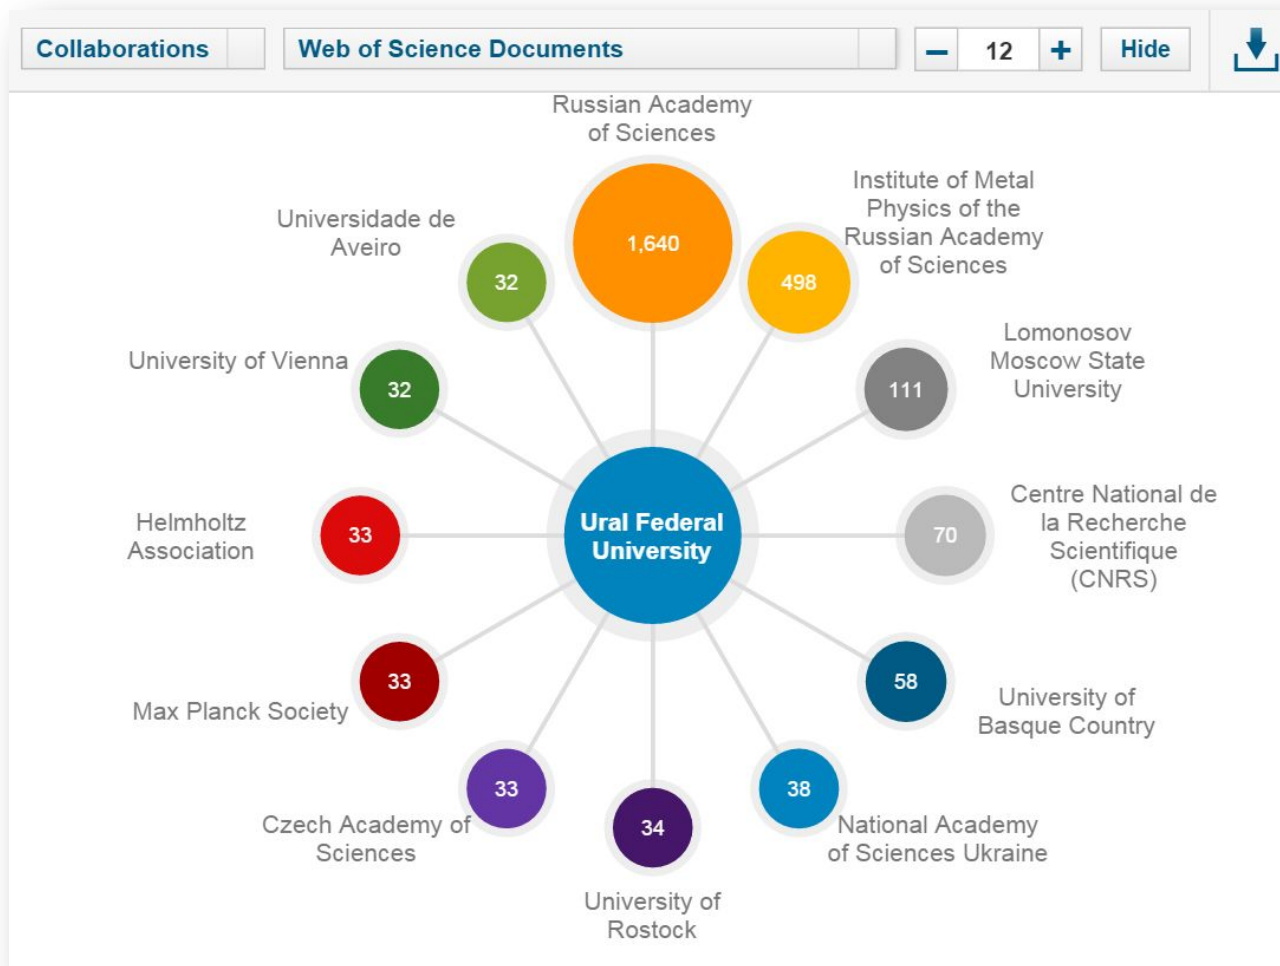 Collaborations
Web of Science Documents
– 12 +
Hide
Russian Academy
of Sciences
1,640
Institute of Metal
Physics of the
Russian Academy
of Sciences
498
Lomonosov
Moscow State
University
111
Centre National de
la Recherche
Scientifique
(CNRS)
70
University of
Basque Country
58
National Academy
of Sciences Ukraine
38
University of
Rostock
34
Czech Academy of
Sciences
33
Max Planck Society
33
Helmholtz
Association
33
University of Vienna
32
Universidade de
Aveiro
32
Ural Federal
University